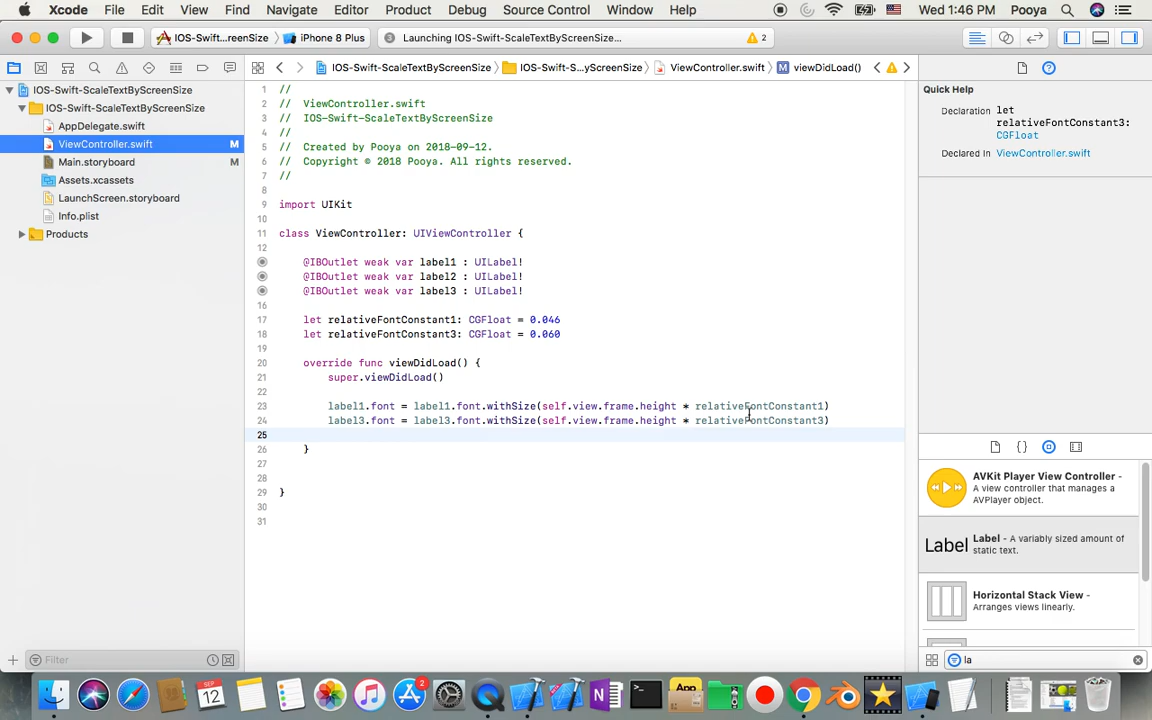 Xcode File Edit View Find Navigate Editor Product Debug Source Control Window Help Wed 1:46 PM Pooya
IOS-Swift...reenSize iPhone 8 Plus Launching IOS-Swift-ScaleTextByScreenSize... 2
IOS-Swift-ScaleTextByScreenSize IOS-Swift-S...yScreenSize ViewController.swift M viewDidLoad()
IOS-Swift-ScaleTextByScreenSize
IOS-Swift-ScaleTextByScreenSize
AppDelegate.swift
ViewController.swift M
Main.storyboard M
Assets.xcassets
LaunchScreen.storyboard
Info.plist
Products
Filter
1 //
2 // ViewController.swift
3 // IOS-Swift-ScaleTextByScreenSize
4 //
5 // Created by Pooya on 2018-09-12.
6 // Copyright © 2018 Pooya. All rights reserved.
7 //
8
9 import UIKit
10
11 class ViewController: UIViewController {
12
13 @IBOutlet weak var label1 : UILabel!
14 @IBOutlet weak var label2 : UILabel!
15 @IBOutlet weak var label3 : UILabel!
16
17 let relativeFontConstant1: CGFloat = 0.046
18 let relativeFontConstant3: CGFloat = 0.060
19
20 override func viewDidLoad() {
21 super.viewDidLoad()
23 label1.font = label1.font.withSize(self.view.frame.height * relativeFontConstant1)
24 label3.font = label3.font.withSize(self.view.frame.height * relativeFontConstant3)
25
26 }
27
28
29 }
30
31
Quick Help
Declaration let
relativeFontConstant3:
CGFloat
Declared In ViewController.swift
{}
AVKit Player View Controller -
A view controller that manages a
AVPlayer object.
Label
Label - A variably sized amount of
static text.
Horizontal Stack View -
Arranges views linearly.
la
SEP
12
2
App